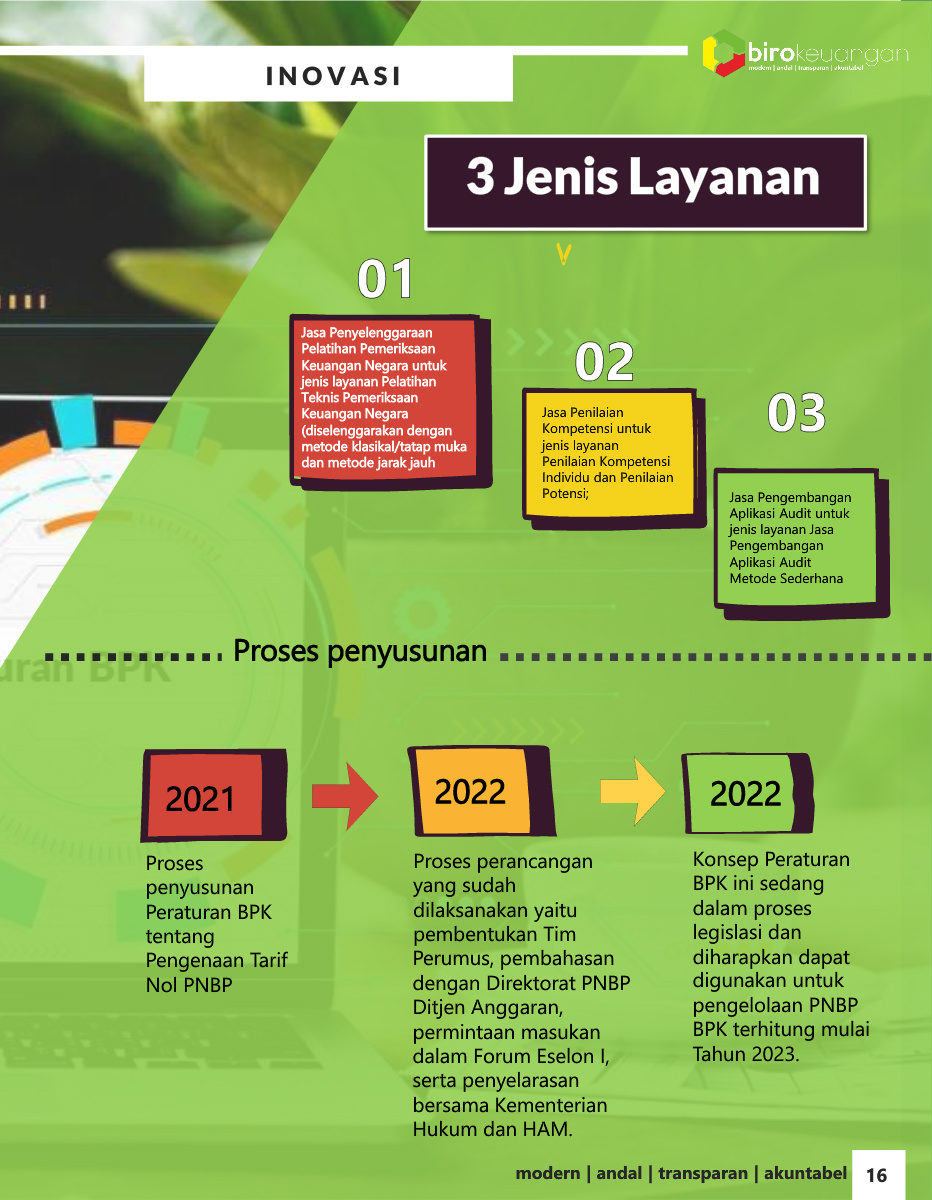 INOVASI
birokeuangan
modern | andal | transparan | akuntabel
3 Jenis Layanan
01
Jasa Penyelenggaraan
Pelatihan Pemeriksaan
Keuangan Negara untuk
jenis layanan Pelatihan
Teknis Pemeriksaan
Keuangan Negara
(diselenggarakan dengan
metode klasikal/tatap muka
dan metode jarak jauh
02
Jasa Penilaian
Kompetensi untuk
jenis layanan
Penilaian Kompetensi
Individu dan Penilaian
Potensi;
03
Jasa Pengembangan
Aplikasi Audit untuk
jenis layanan Jasa
Pengembangan
Aplikasi Audit
Metode Sederhana
Proses penyusunan
uran BPK
2021
Proses
penyusunan
Peraturan BPK
tentang
Pengenaan Tarif
Nol PNBP
2022
Proses perancangan
yang sudah
dilaksanakan yaitu
pembentukan Tim
Perumus, pembahasan
dengan Direktorat PNBP
Ditjen Anggaran,
permintaan masukan
dalam Forum Eselon I,
serta penyelarasan
bersama Kementerian
Hukum dan HAM.
2022
Konsep Peraturan
BPK ini sedang
dalam proses
legislasi dan
diharapkan dapat
digunakan untuk
pengelolaan PNBP
BPK terhitung mulai
Tahun 2023.
modern | andal | transparan | akuntabel
16